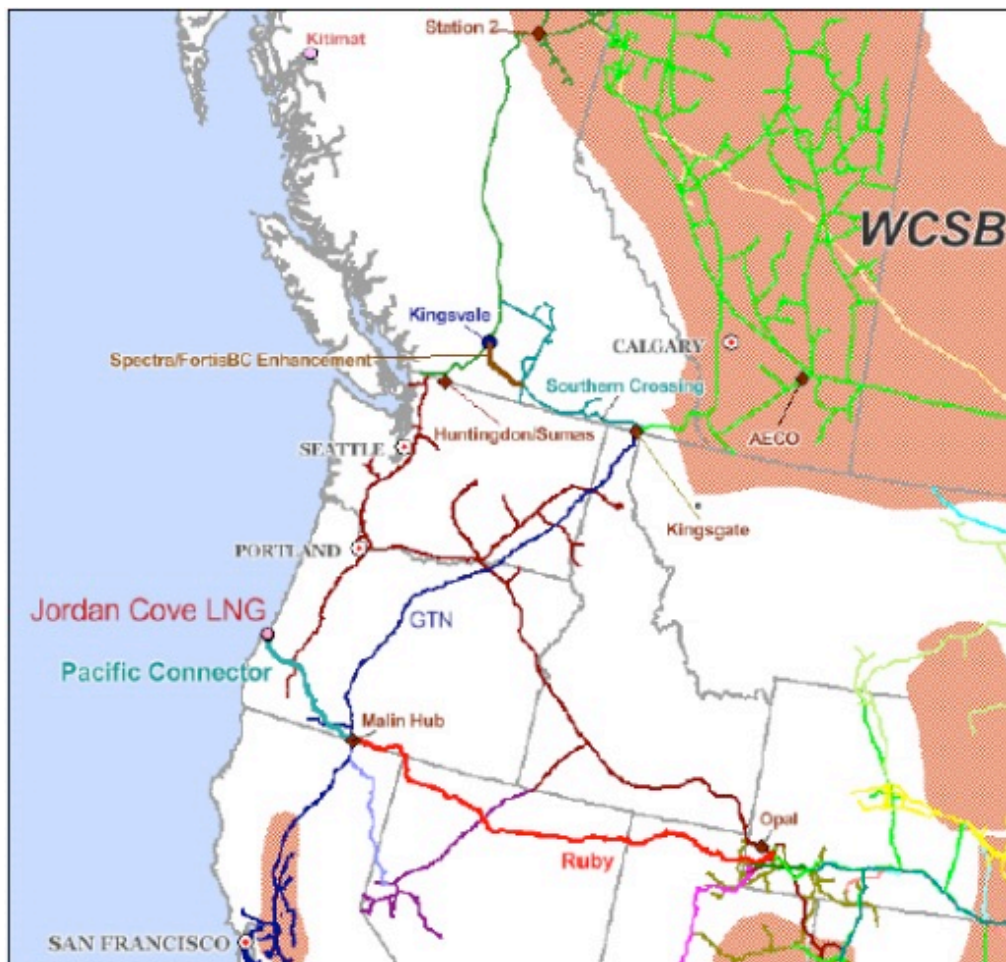 Station 2
Kitimat
WCSB
Kingsvale
CALGARY
Spectra/FortisBC Enhancement
Southern Crossing
Huntingdon/Sumas
AECO
SEATTLE
Kingsgate
PORTLAND
Jordan Cove LNG
GTN
Pacific Connector
Malin Hub
Opal
Ruby
SAN FRANCISCO